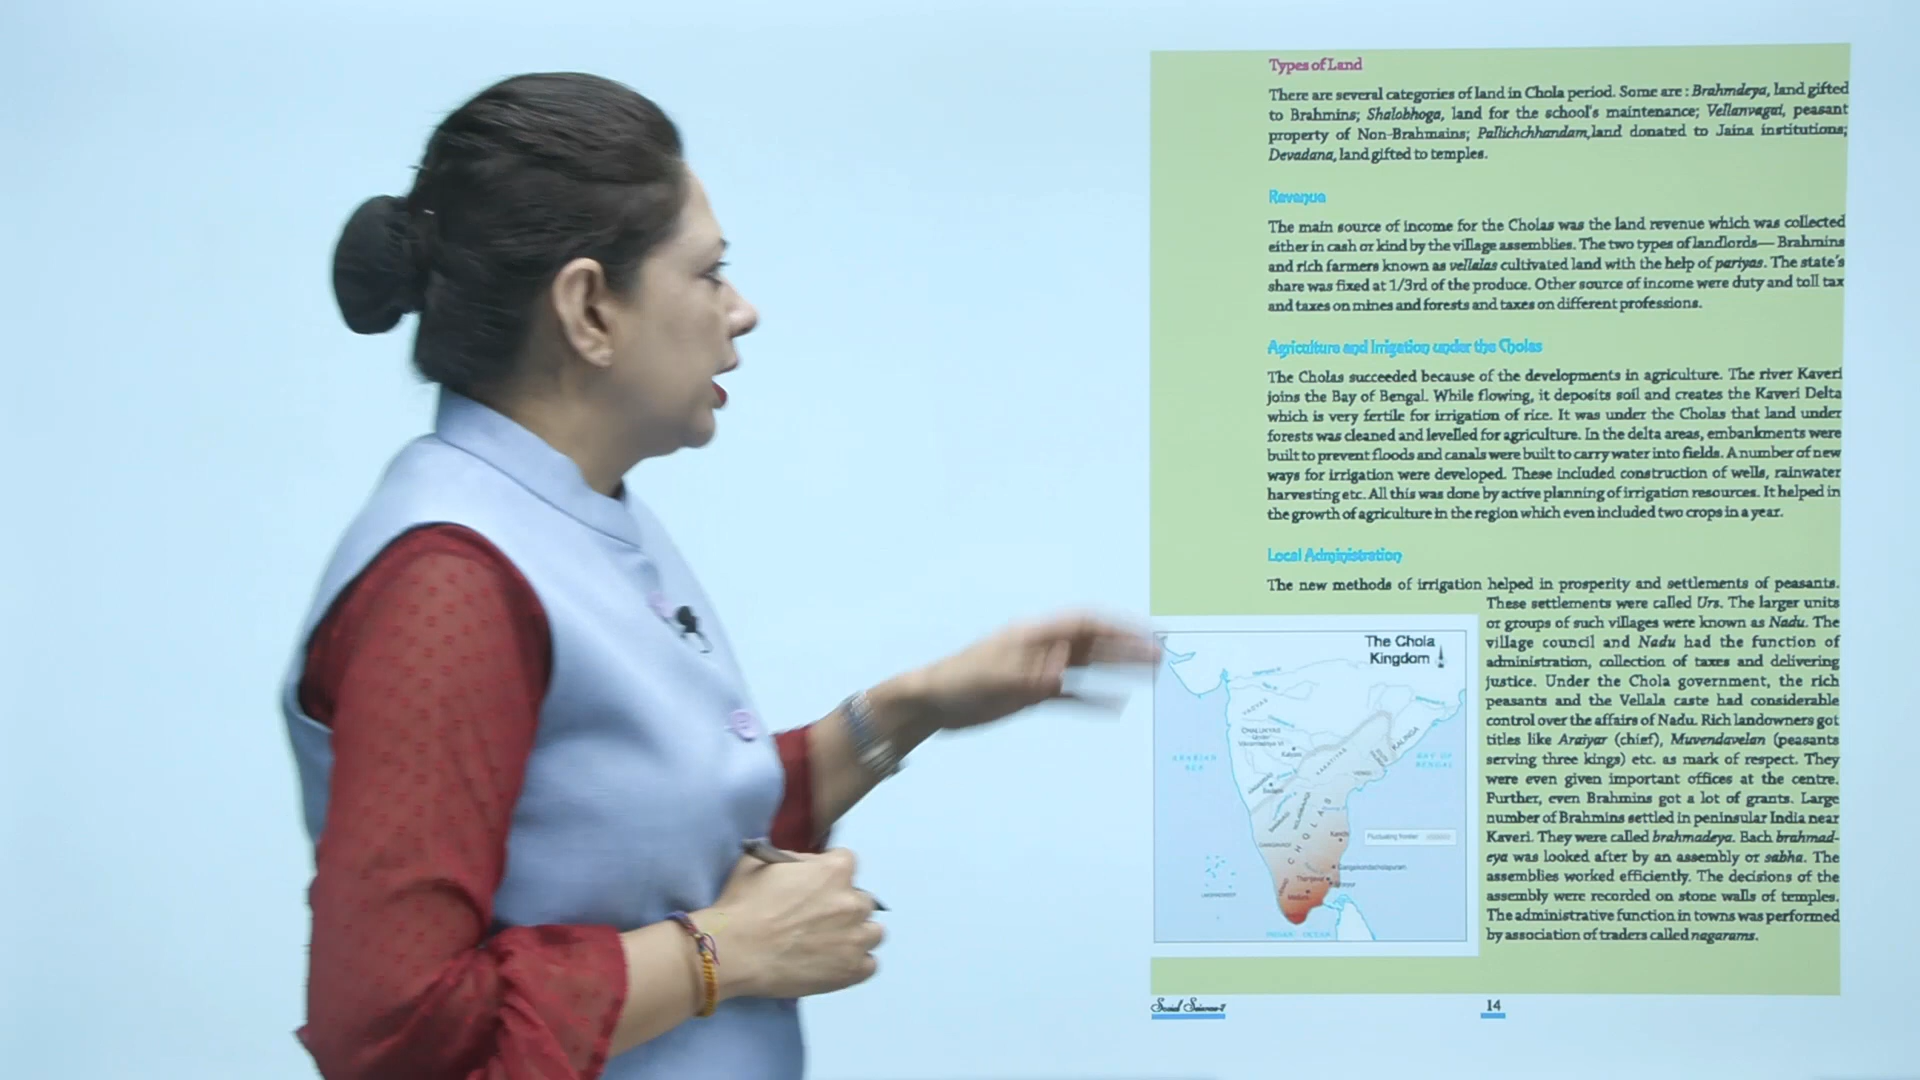 Types of Land
There are several categories of land in Chola period. Some are : Brahmdeya, land gifted
to Brahmins; Shalobhoga, land for the school's maintenance; Vellanvagai, peasant
property of Non-Brahmains; Pallichchhandam,land donated to Jaina institutions;
Devadana, land gifted to temples.
Revenue
The main source of income for the Cholas was the land revenue which was collected
either in cash or kind by the village assemblies. The two types of landlords— Brahmins
and rich farmers known as vellalas cultivated land with the help of pariyas. The state's
share was fixed at 1/3rd of the produce. Other source of income were duty and toll tax
and taxes on mines and forests and taxes on different professions.
Agriculture and Irrigation under the Cholas
The Cholas succeeded because of the developments in agriculture. The river Kaveri
joins the Bay of Bengal. While flowing, it deposits soil and creates the Kaveri Delta
which is very fertile for irrigation of rice. It was under the Cholas that land under
forests was cleaned and levelled for agriculture. In the delta areas, embankments were
built to prevent floods and canals were built to carry water into fields. A number of new
ways for irrigation were developed. These included construction of wells, rainwater
harvesting etc. All this was done by active planning of irrigation resources. It helped in
the growth of agriculture in the region which even included two crops in a year.
Local Administration
The new methods of irrigation helped in prosperity and settlements of peasants.
These settlements were called Urs. The larger units
or groups of such villages were known as Nadu. The
village council and Nadu had the function of
administration, collection of taxes and delivering
justice. Under the Chola government, the rich
peasants and the Vellala caste had considerable
control over the affairs of Nadu. Rich landowners got
titles like Araiyar (chief), Muvendavelan (peasants
serving three kings) etc. as mark of respect. They
were even given important offices at the centre.
Further, even Brahmins got a lot of grants. Large
number of Brahmins settled in peninsular India near
Kaveri. They were called brahmadeya. Each brahmad-
eya was looked after by an assembly or sabha. The
assemblies worked efficiently. The decisions of the
assembly were recorded on stone walls of temples.
The administrative function in towns was performed
by association of traders called nagarams.
The Chola
Kingdom
CHALUKYAS
KALINGA
ARABIAN
SEA
BAY OF
BENGAL
CHOLAS
Fluctuating frontier
Kanchi
Gangaikondacholapuram
Thanjavur
INDIAN OCEAN
Social Science-7
14